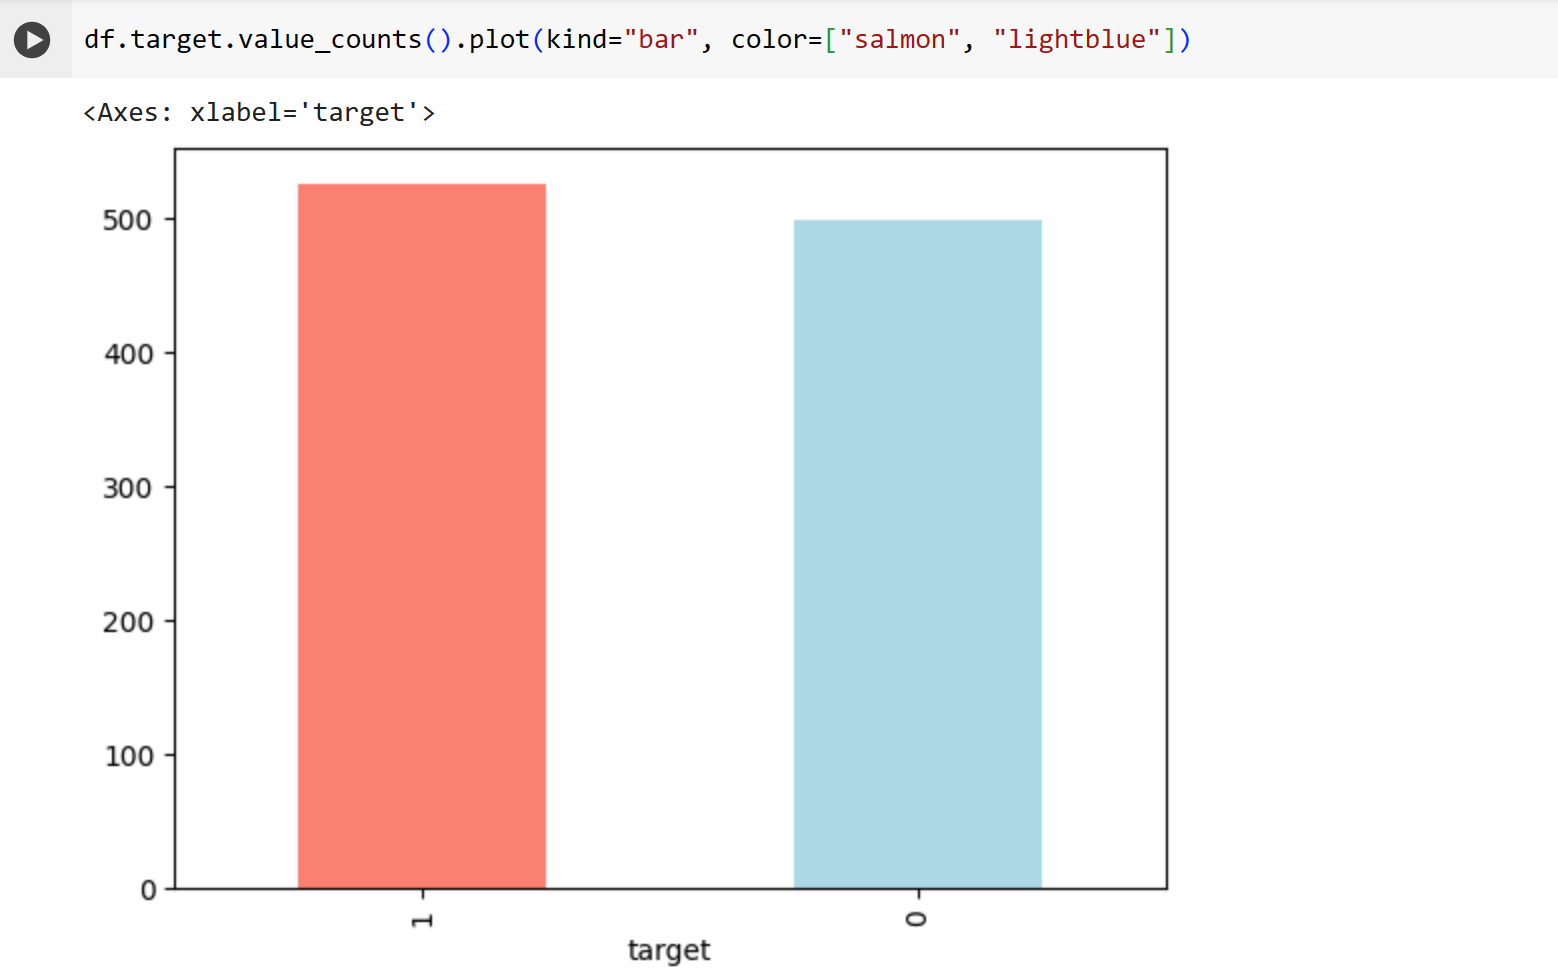 df.target.value_counts().plot(kind="bar", color=["salmon", "lightblue"])
<Axes: xlabel='target'>
500
400
300
200
100
0
1
0
target